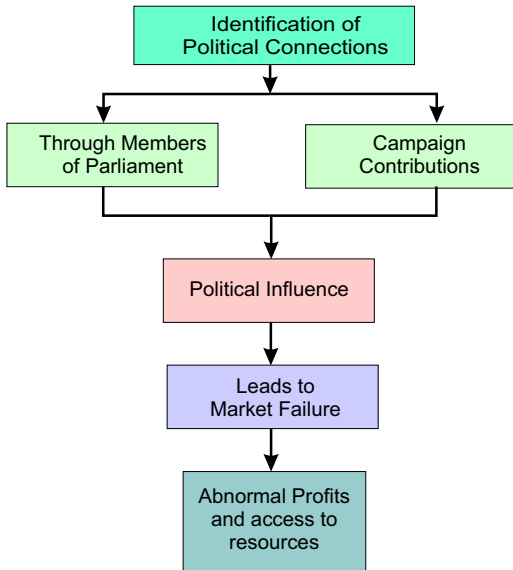 Identification of
Political Connections
Through Members
of Parliament
Campaign
Contributions
Political Influence
Leads to
Market Failure
Abnormal Profits
and access to
resources